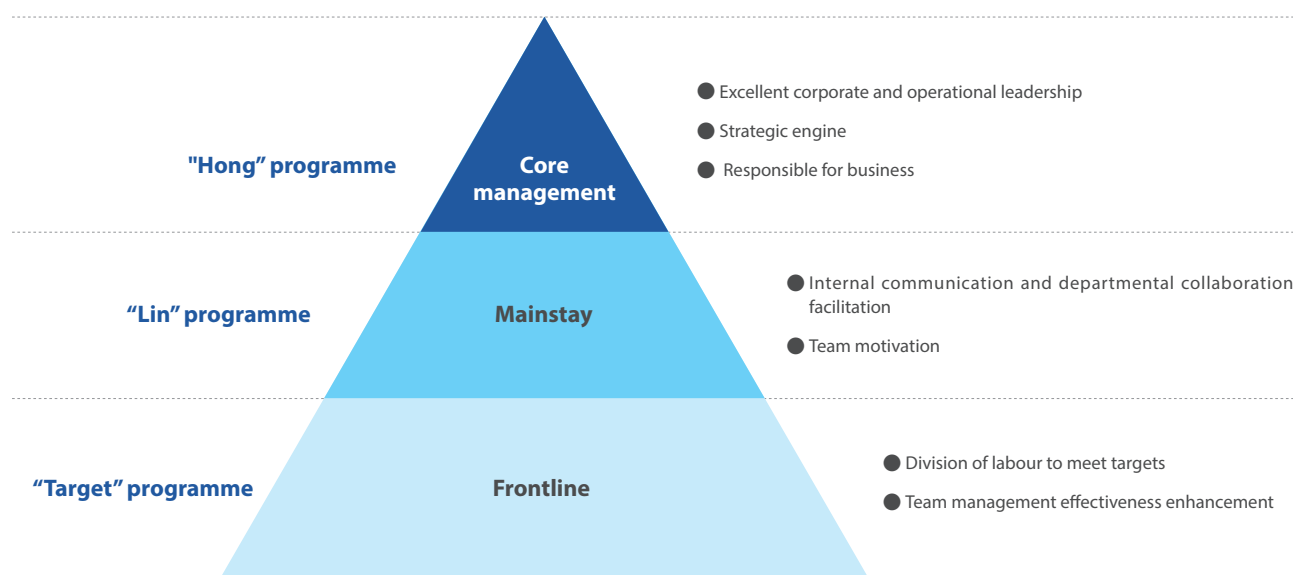 "Hong” programme
Core
management
● Excellent corporate and operational leadership
● Strategic engine
● Responsible for business
“Lin” programme
Mainstay
● Internal communication and departmental collaboration
facilitation
● Team motivation
“Target” programme
Frontline
● Division of labour to meet targets
● Team management effectiveness enhancement